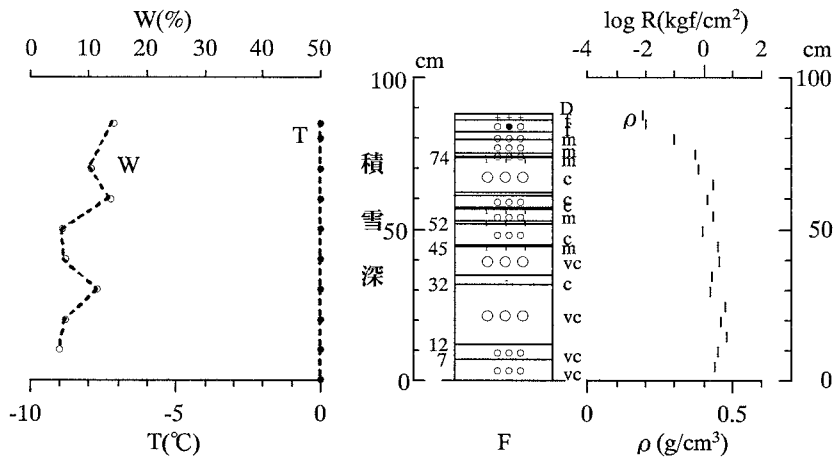 W(%)
0 10 20 30 40 50
cm
100
50
0
W
T
-10 -5 0
T(℃)
積雪深
74
52
45
32
12
7
D
f
m
m
m
c
c
c
m
c
m
vc
c
vc
vc
vc
F
log R(kgf/cm²)
-4 -2 0 2
cm
100
50
0
ρ
0 0.5
ρ (g/cm³)